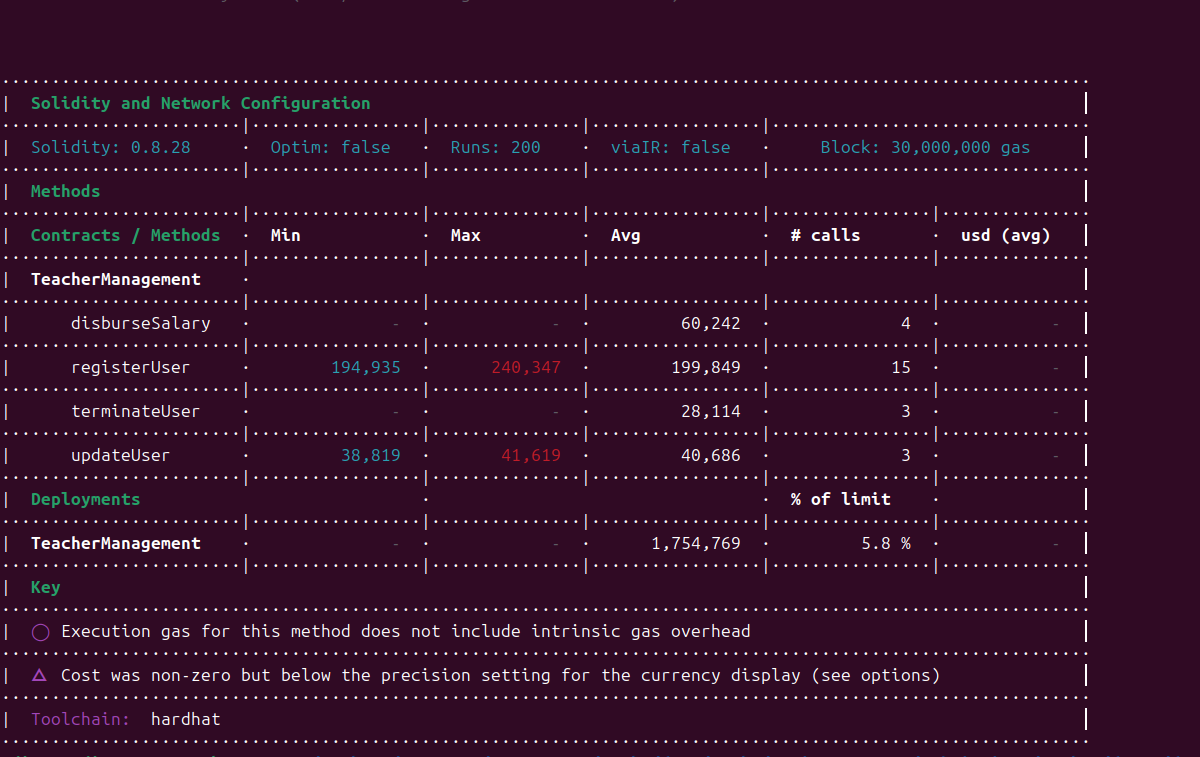 Solidity and Network Configuration
Solidity: 0.8.28 · Optim: false · Runs: 200 · viaIR: false · Block: 30,000,000 gas
Methods
Contracts / Methods · Min · Max · Avg · # calls · usd (avg)
TeacherManagement ·
disburseSalary · - · - · 60,242 · 4 · -
registerUser · 194,935 · 240,347 · 199,849 · 15 · -
terminateUser · - · - · 28,114 · 3 · -
updateUser · 38,819 · 41,619 · 40,686 · 3 · -
Deployments · · % of limit ·
TeacherManagement · - · - · 1,754,769 · 5.8 % · -
Key
◯ Execution gas for this method does not include intrinsic gas overhead
△ Cost was non-zero but below the precision setting for the currency display (see options)
Toolchain: hardhat